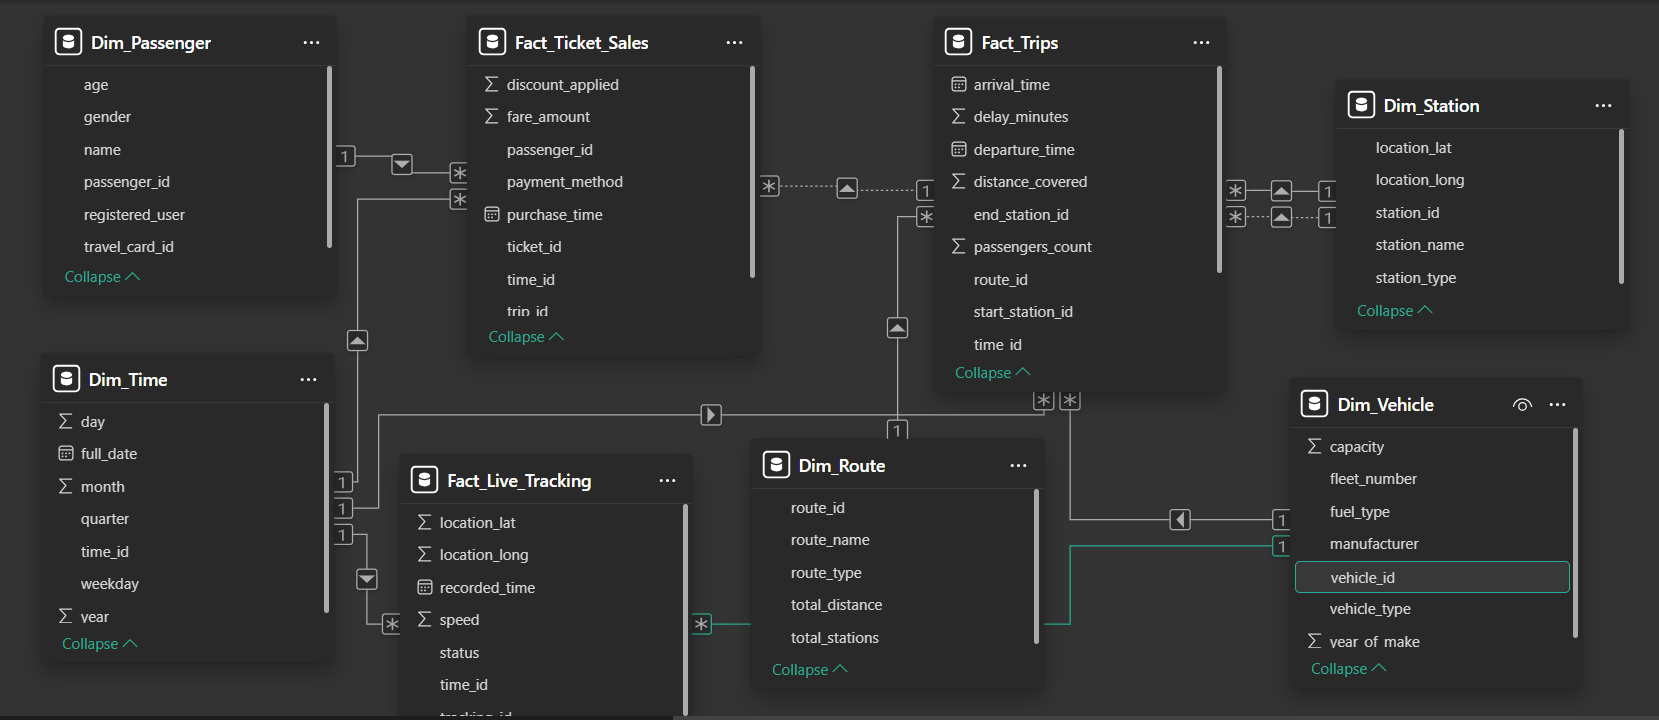 Dim_Passenger ...
age
gender
name
passenger_id
registered_user
travel_card_id
Collapse
Fact_Ticket_Sales ...
discount_applied
fare_amount
passenger_id
payment_method
purchase_time
ticket_id
time_id
trip_id
Collapse
Fact_Trips ...
arrival_time
delay_minutes
departure_time
distance_covered
end_station_id
passengers_count
route_id
start_station_id
time_id
Collapse
Dim_Station ...
location_lat
location_long
station_id
station_name
station_type
Collapse
Dim_Time ...
day
full_date
month
quarter
time_id
weekday
year
Collapse
Fact_Live_Tracking ...
location_lat
location_long
recorded_time
speed
status
time_id
tracking_id
Dim_Route ...
route_id
route_name
route_type
total_distance
total_stations
Collapse
Dim_Vehicle ...
capacity
fleet_number
fuel_type
manufacturer
vehicle_id
vehicle_type
year_of_make
Collapse
1
*
*
*
1
*
*
1
*
1
1
1
1
*
*
*
1
*
1
1